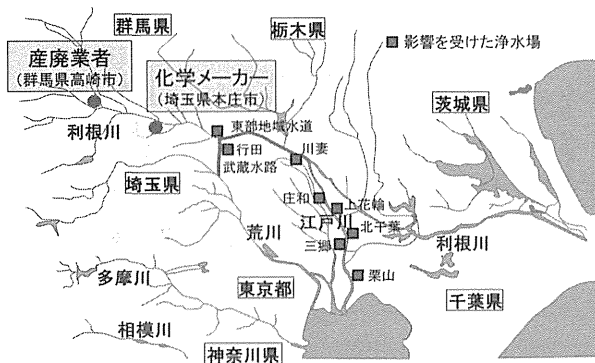 群馬県
栃木県
産廃業者
(群馬県高崎市)
化学メーカー
(埼玉県本庄市)
影響を受けた浄水場
茨城県
利根川
東部地域水道
行田
武蔵水路
川妻
埼玉県
庄和
上花輪
江戸川
北千葉
荒川
三郷
利根川
栗山
多摩川
東京都
千葉県
相模川
神奈川県